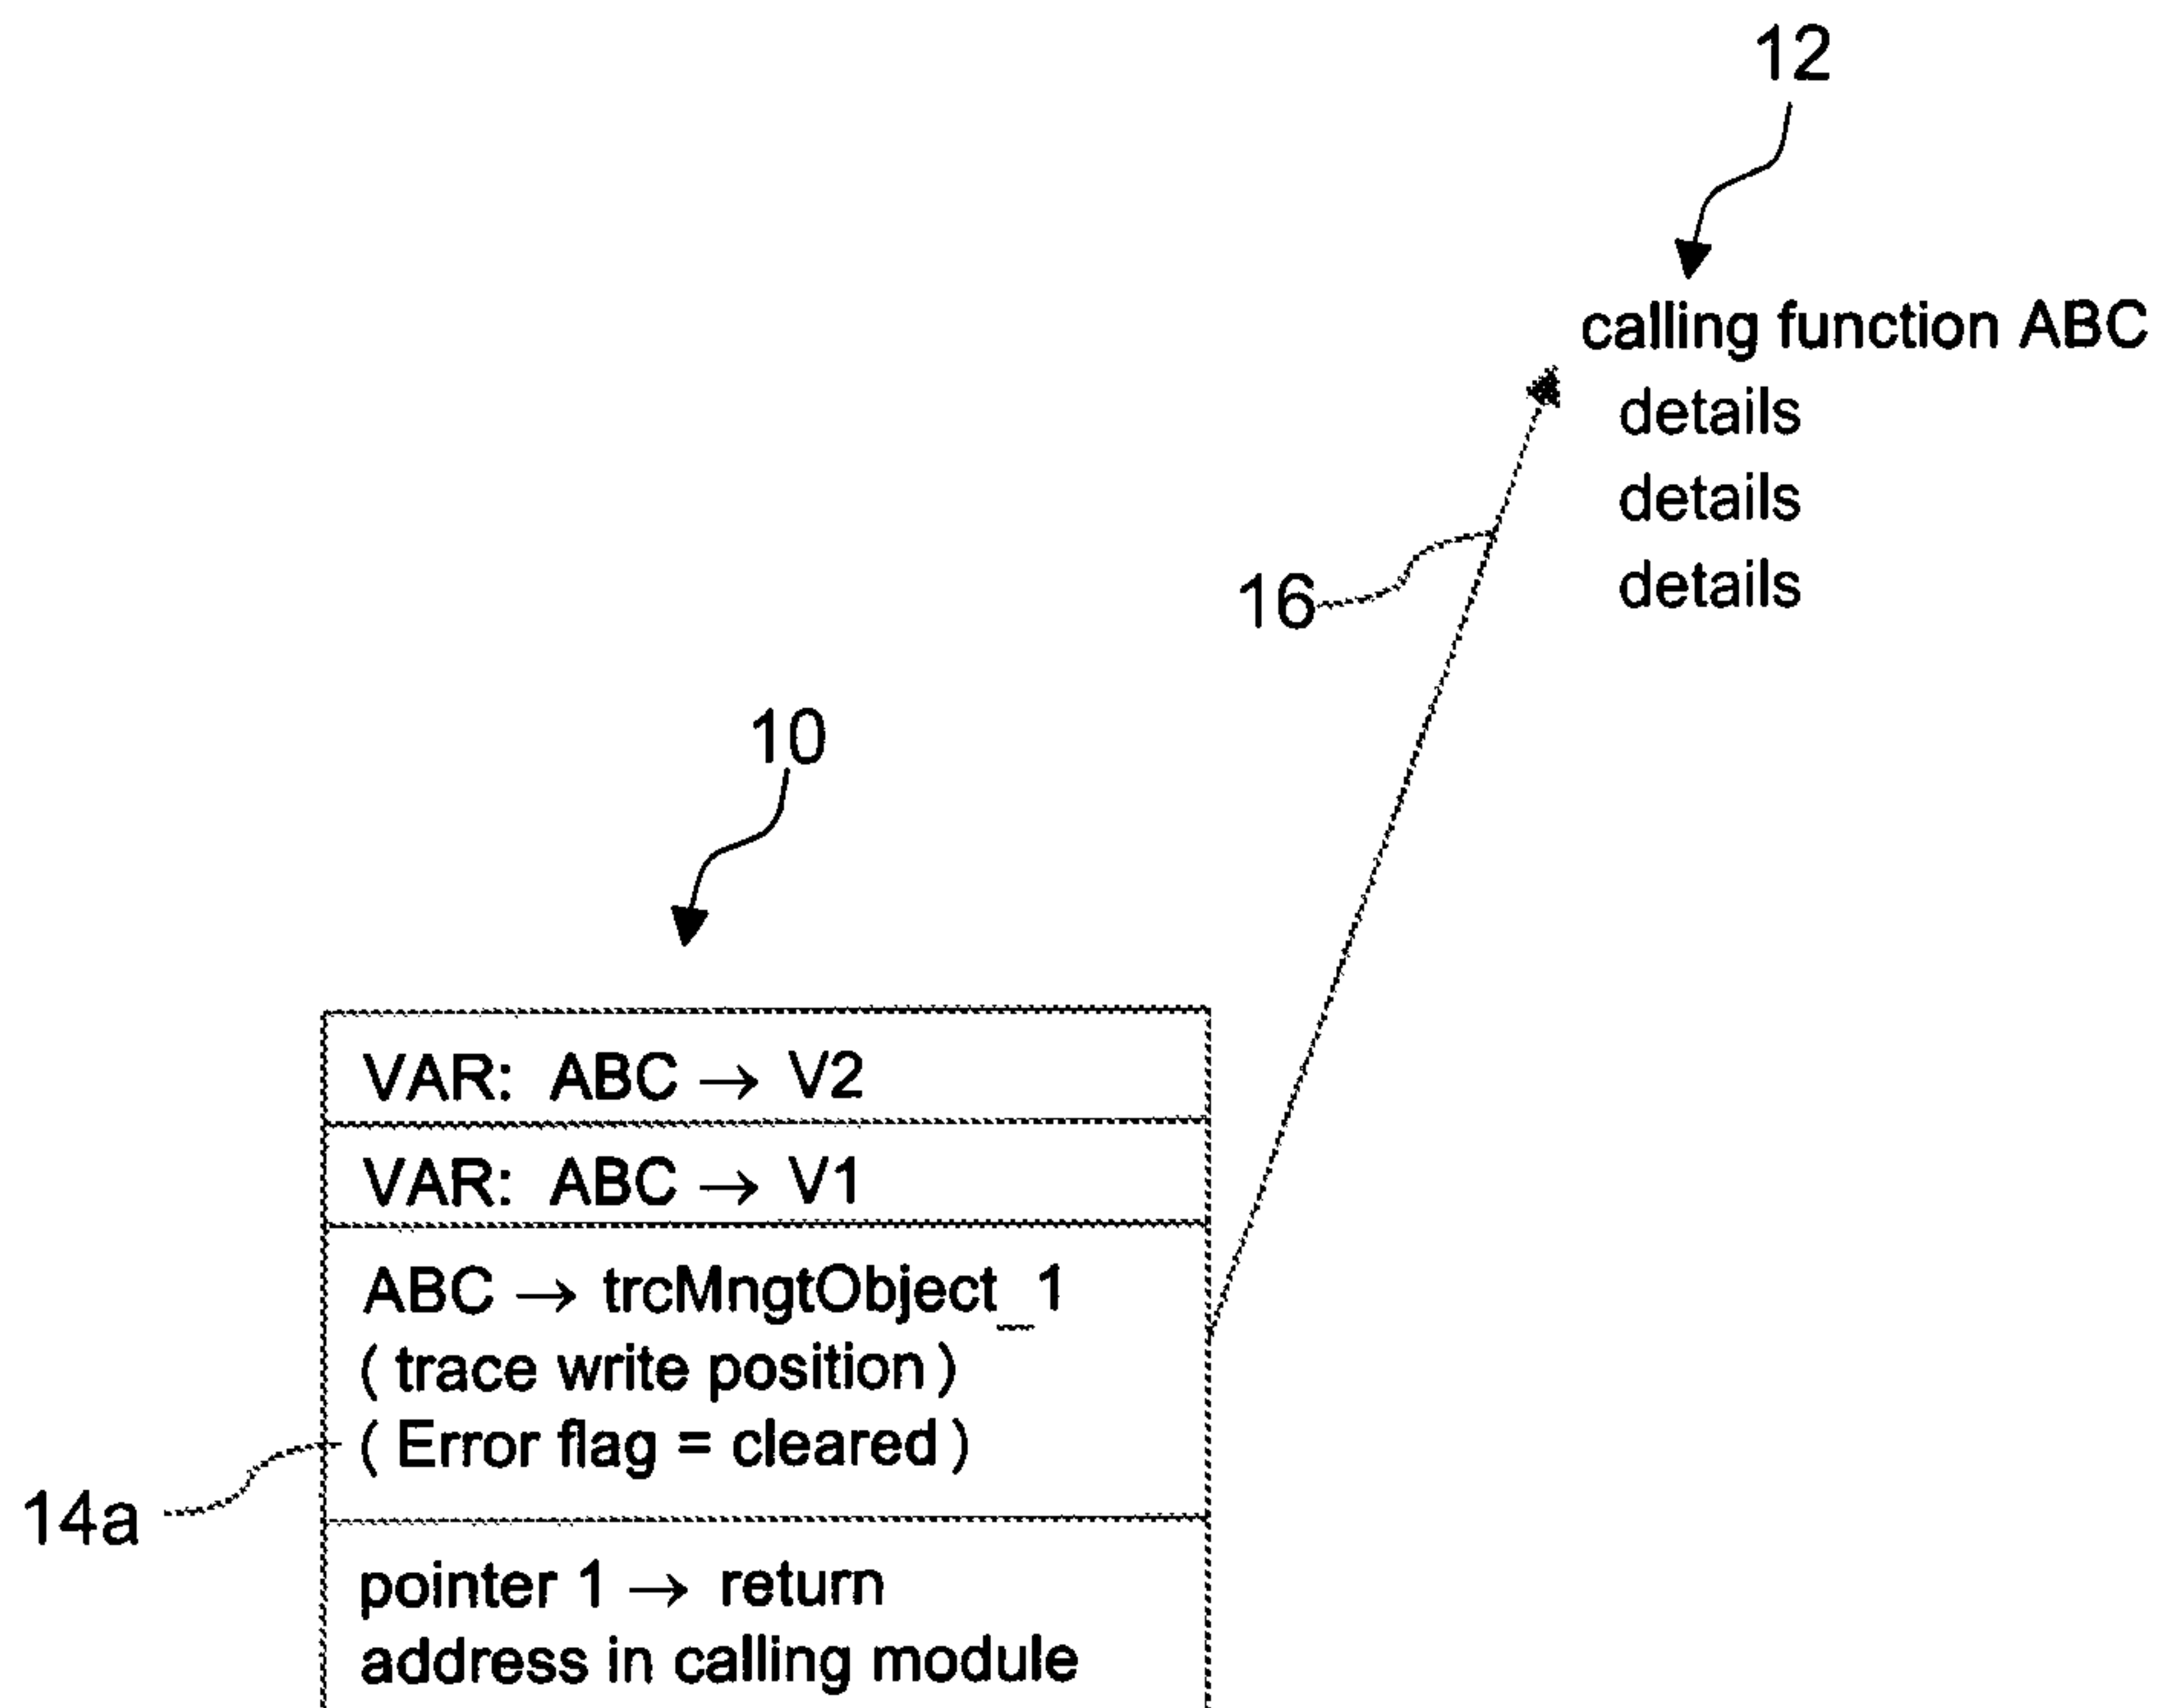 12
calling function ABC
details
details
16
details
10
VAR: ABC → V2
VAR: ABC → V1
ABC → trcMngtObject_1
( trace write position )
( Error flag = cleared )
14a
pointer 1 → return
address in calling module